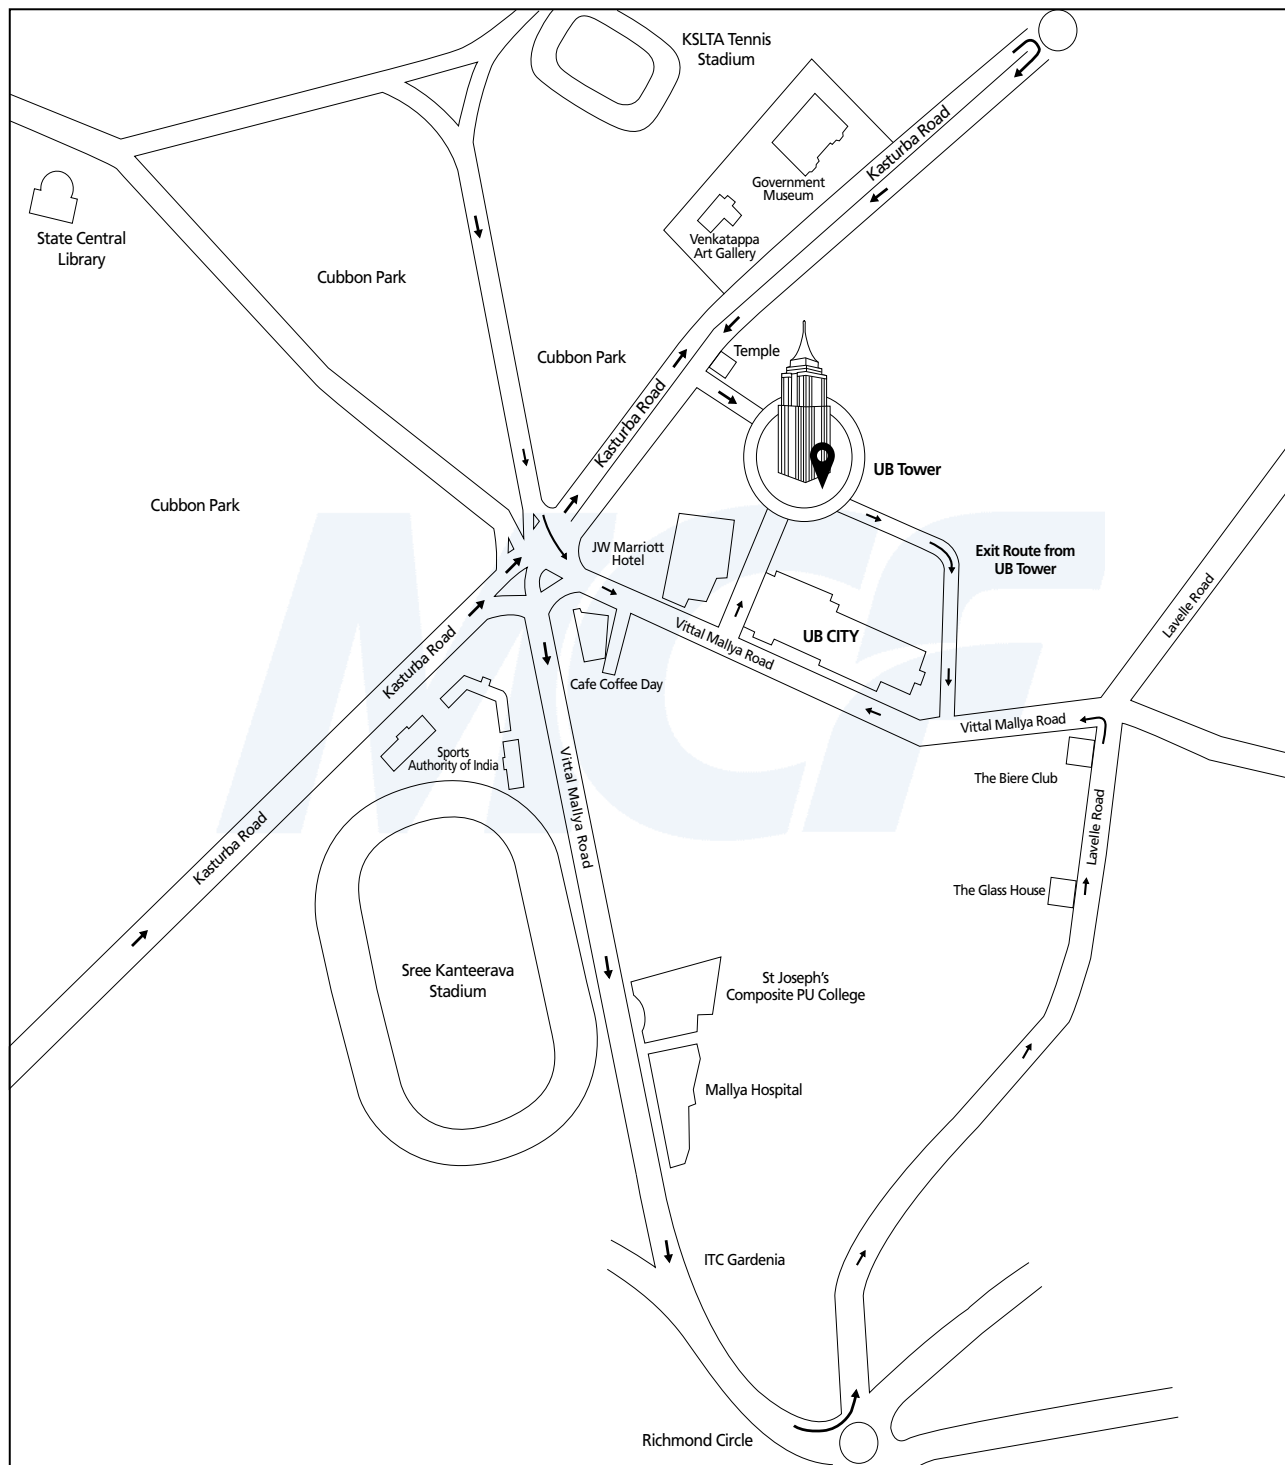 KSLTA Tennis
Stadium
Kasturba Road
Government
Museum
Venkatappa
Art Gallery
State Central
Library
Cubbon Park
Cubbon Park
Temple
Kasturba Road
UB Tower
Cubbon Park
JW Marriott
Hotel
Exit Route from
UB Tower
Lavelle Road
Vittal Mallya Road
UB CITY
Kasturba Road
Cafe Coffee Day
Vittal Mallya Road
Sports
Authority of India
The Biere Club
Vittal Mallya Road
Kasturba Road
Lavelle Road
The Glass House
Sree Kanteerava
Stadium
St Joseph's
Composite PU College
Mallya Hospital
ITC Gardenia
Richmond Circle
MCF